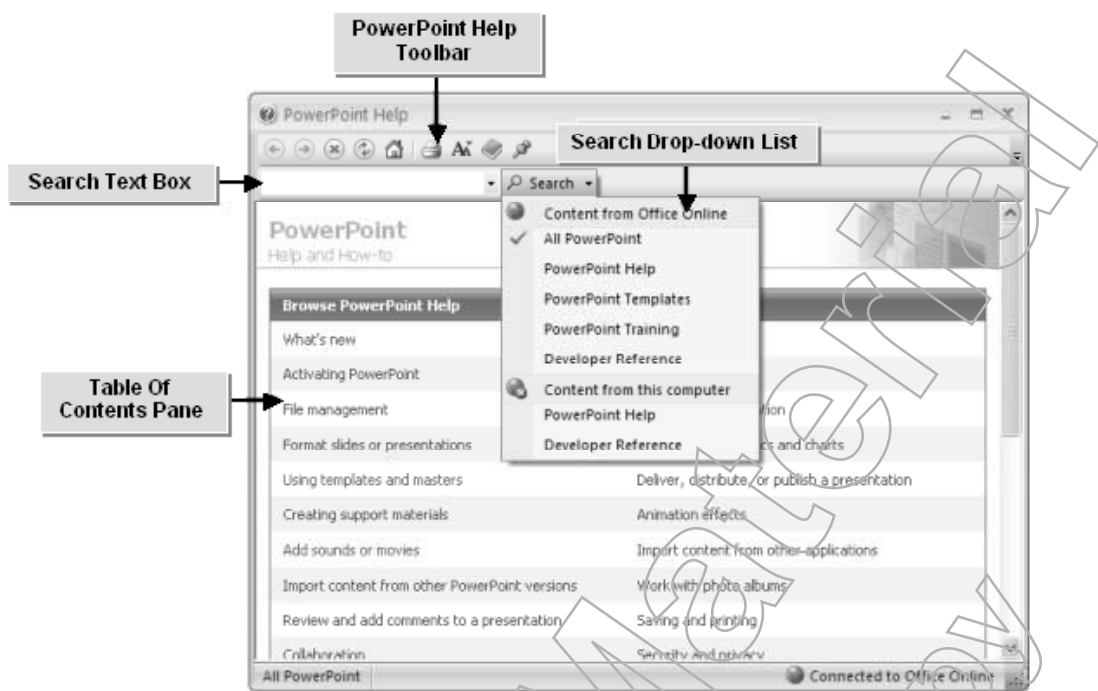 PowerPoint Help
Toolbar
PowerPoint Help
Search Drop-down List
Search Text Box
Search
Content from Office Online
All PowerPoint
PowerPoint Help
PowerPoint Templates
PowerPoint Training
Developer Reference
Content from this computer
PowerPoint Help
Developer Reference
PowerPoint
Help and How-to
Browse PowerPoint Help
What's new
Activating PowerPoint
Table Of
Contents Pane
File management
Format slides or presentations
and charts
Using templates and masters
Deliver, distribute, or publish a presentation
Creating support materials
Animation effects
Add sounds or movies
Import content from other applications
Import content from other PowerPoint versions
Work with photo albums
Review and add comments to a presentation
Saving and printing
Collaboration
Security and privacy
All PowerPoint
Connected to Office Online
Material